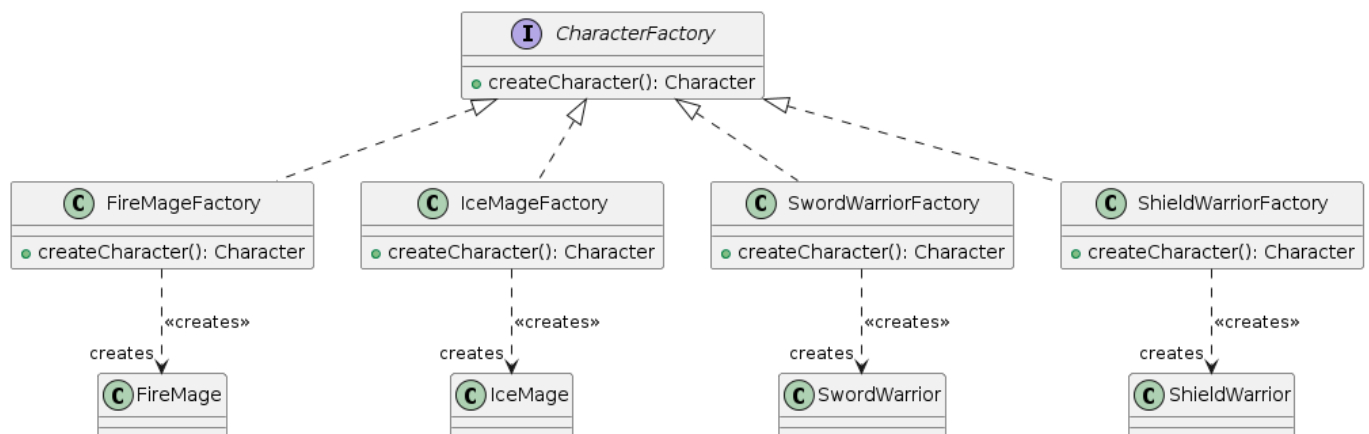 I CharacterFactory
createCharacter(): Character
C FireMageFactory
createCharacter(): Character
C IceMageFactory
createCharacter(): Character
C SwordWarriorFactory
createCharacter(): Character
C ShieldWarriorFactory
createCharacter(): Character
«creates»
«creates»
«creates»
«creates»
creates
creates
creates
creates
C FireMage
C IceMage
C SwordWarrior
C ShieldWarrior